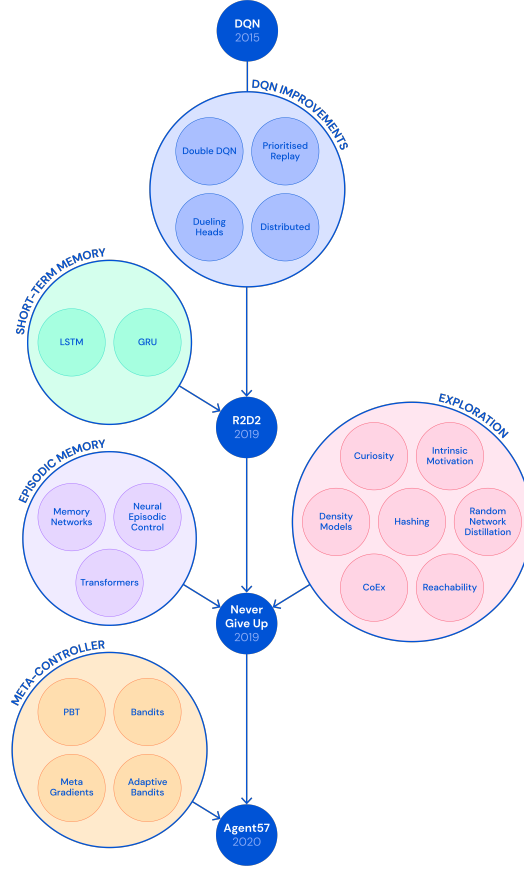 DQN
2015
DQN IMPROVEMENTS
Double DQN
Prioritised
Replay
Dueling
Heads
Distributed
SHORT-TERM MEMORY
LSTM
GRU
R2D2
2019
EXPLORATION
Curiosity
Intrinsic
Motivation
Density
Models
Hashing
Random
Network
Distillation
CoEx
Reachability
EPISODIC MEMORY
Memory
Networks
Neural
Episodic
Control
Transformers
Never
Give Up
2019
META-CONTROLLER
PBT
Bandits
Meta
Gradients
Adaptive
Bandits
Agent57
2020